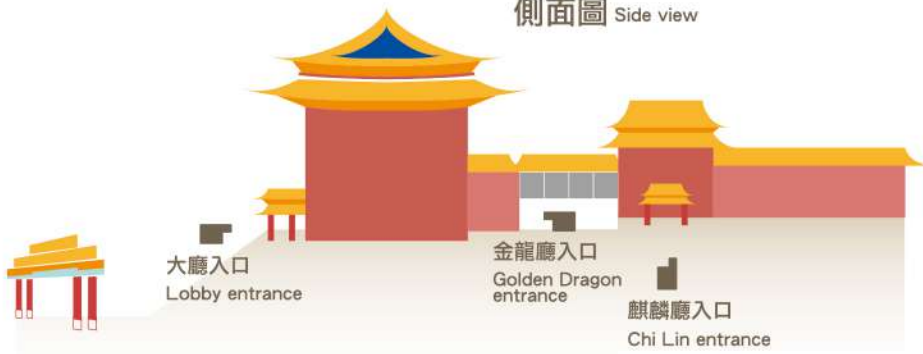 側面圖 Side view
大廳入口
Lobby entrance
金龍廳入口
Golden Dragon
entrance
麒麟廳入口
Chi Lin entrance